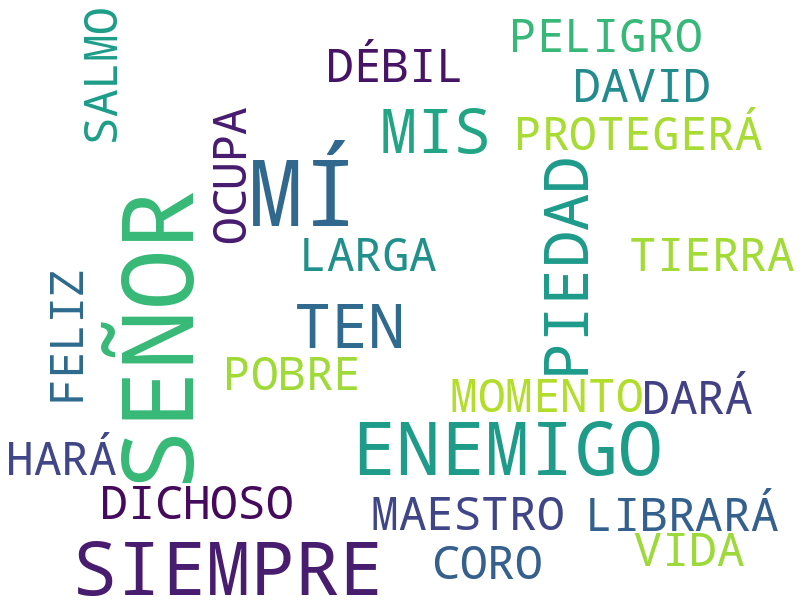 SALMO
PELIGRO
DÉBIL
DAVID
MIS
PROTEGERÁ
OCUPA
MÍ
PIEDAD
SEÑOR
LARGA
TIERRA
FELIZ
TEN
POBRE
MOMENTO
DARÁ
HARÁ
ENEMIGO
DICHOSO
MAESTRO
LIBRARÁ
SIEMPRE
CORO
VIDA